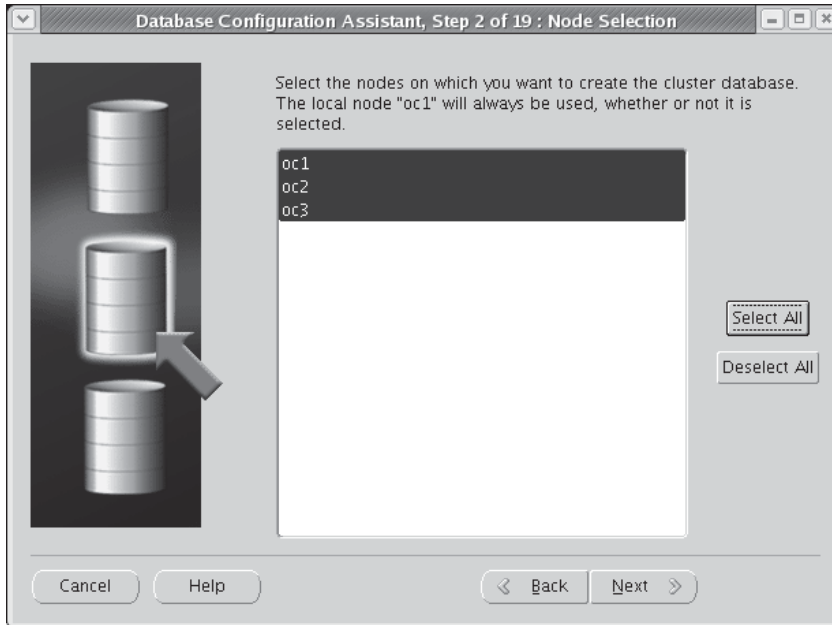 Database Configuration Assistant, Step 2 of 19 : Node Selection
Select the nodes on which you want to create the cluster database.
The local node "oc1" will always be used, whether or not it is
selected.
oc1
oc2
oc3
Select All
Deselect All
Cancel
Help
Back
Next